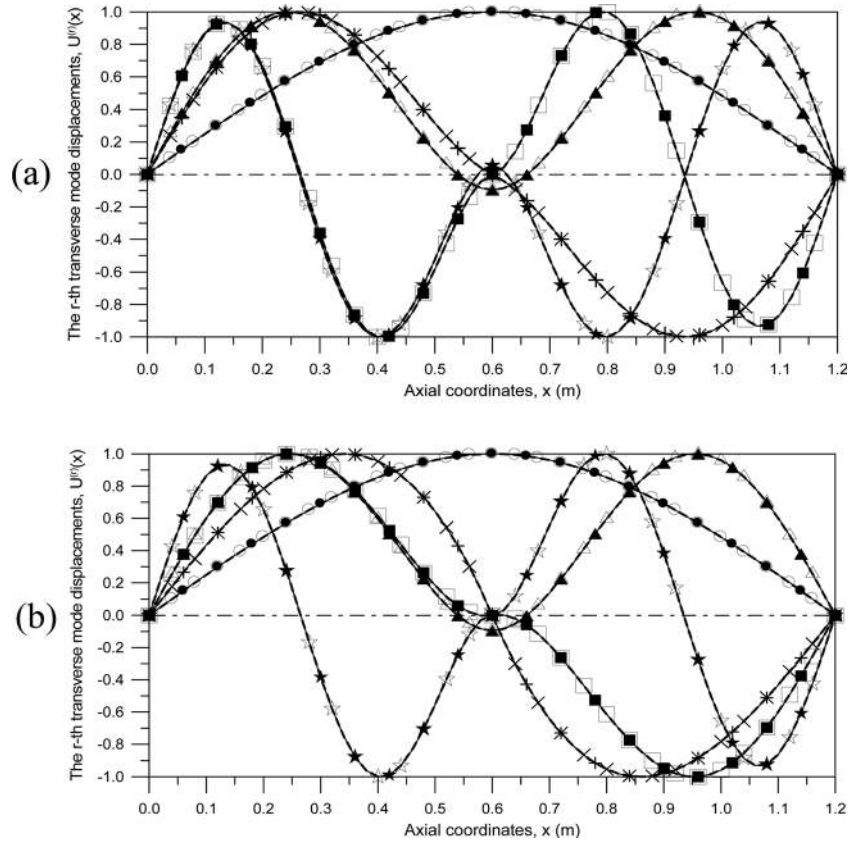 (a)
The r-th transverse mode displacements, U⁽ʳ⁾(x)
1.0
0.8
0.6
0.4
0.2
0.0
-0.2
-0.4
-0.6
-0.8
-1.0
0.0 0.1 0.2 0.3 0.4 0.5 0.6 0.7 0.8 0.9 1.0 1.1 1.2
Axial coordinates, x (m)
(b)
The r-th transverse mode displacements, U⁽ʳ⁾(x)
1.0
0.8
0.6
0.4
0.2
0.0
-0.2
-0.4
-0.6
-0.8
-1.0
0.0 0.1 0.2 0.3 0.4 0.5 0.6 0.7 0.8 0.9 1.0 1.1 1.2
Axial coordinates, x (m)